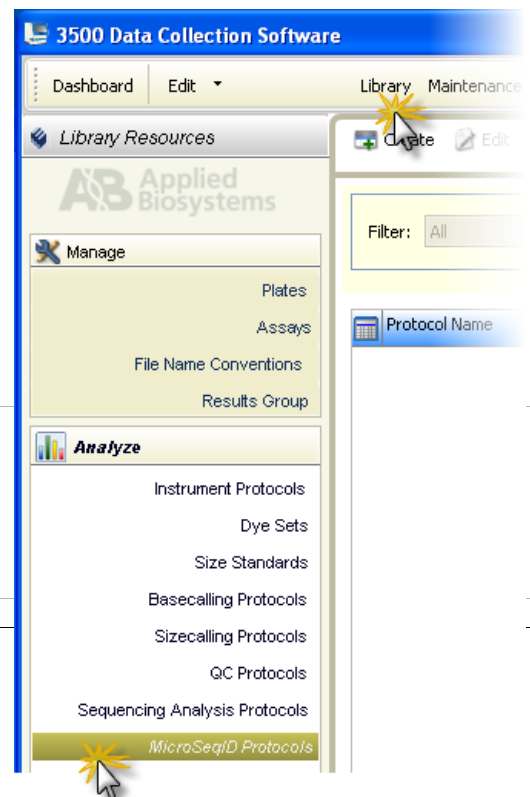 3500 Data Collection Software
Dashboard Edit Library Maintenance
Library Resources
Create Edit
Applied
Biosystems
Filter: All
Manage
Plates
Assays
File Name Conventions
Results Group
Protocol Name
Analyze
Instrument Protocols
Dye Sets
Size Standards
Basecalling Protocols
Sizecalling Protocols
QC Protocols
Sequencing Analysis Protocols
MicroSeqID Protocols